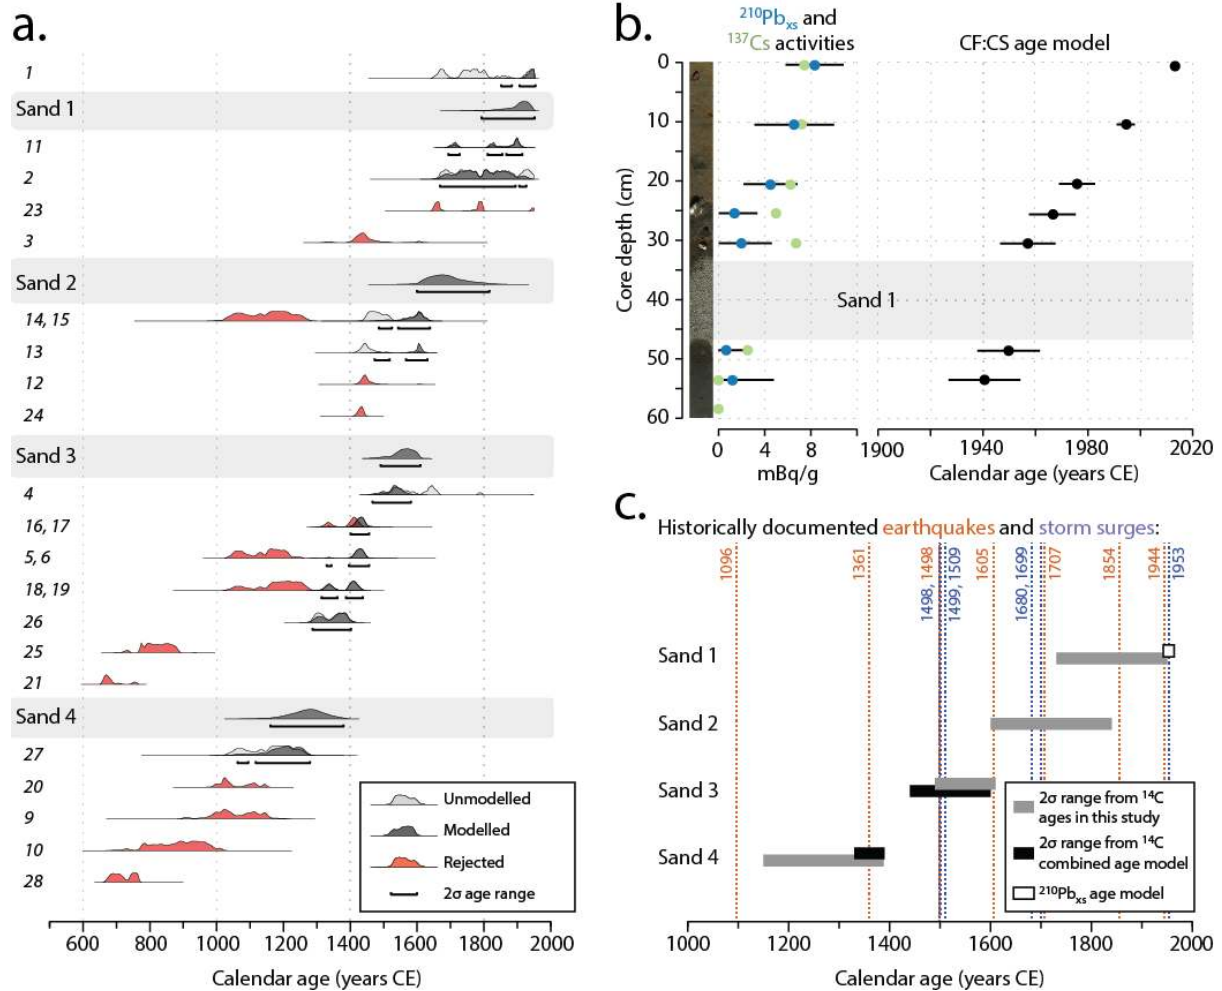 a.
1
Sand 1
11
2
23
3
Sand 2
14, 15
13
12
24
Sand 3
4
16, 17
5, 6
18, 19
26
25
21
Sand 4
27
20
9
10
28
Unmodelled
Modelled
Rejected
2σ age range
600 800 1000 1200 1400 1600 1800 2000
Calendar age (years CE)
b.
²¹⁰Pbxs and
¹³⁷Cs activities
CF:CS age model
0
10
20
30
40
50
60
Core depth (cm)
Sand 1
0 4 8
mBq/g
1900 1940 1980 2020
Calendar age (years CE)
c.
Historically documented earthquakes and storm surges:
1096
1361
1498, 1498
1499, 1509
1605
1680, 1699
1707
1854
1944
1953
Sand 1
Sand 2
Sand 3
Sand 4
2σ range from ¹⁴C
ages in this study
2σ range from ¹⁴C
combined age model
²¹⁰Pbxs age model
1000 1200 1400 1600 1800 2000
Calendar age (years CE)